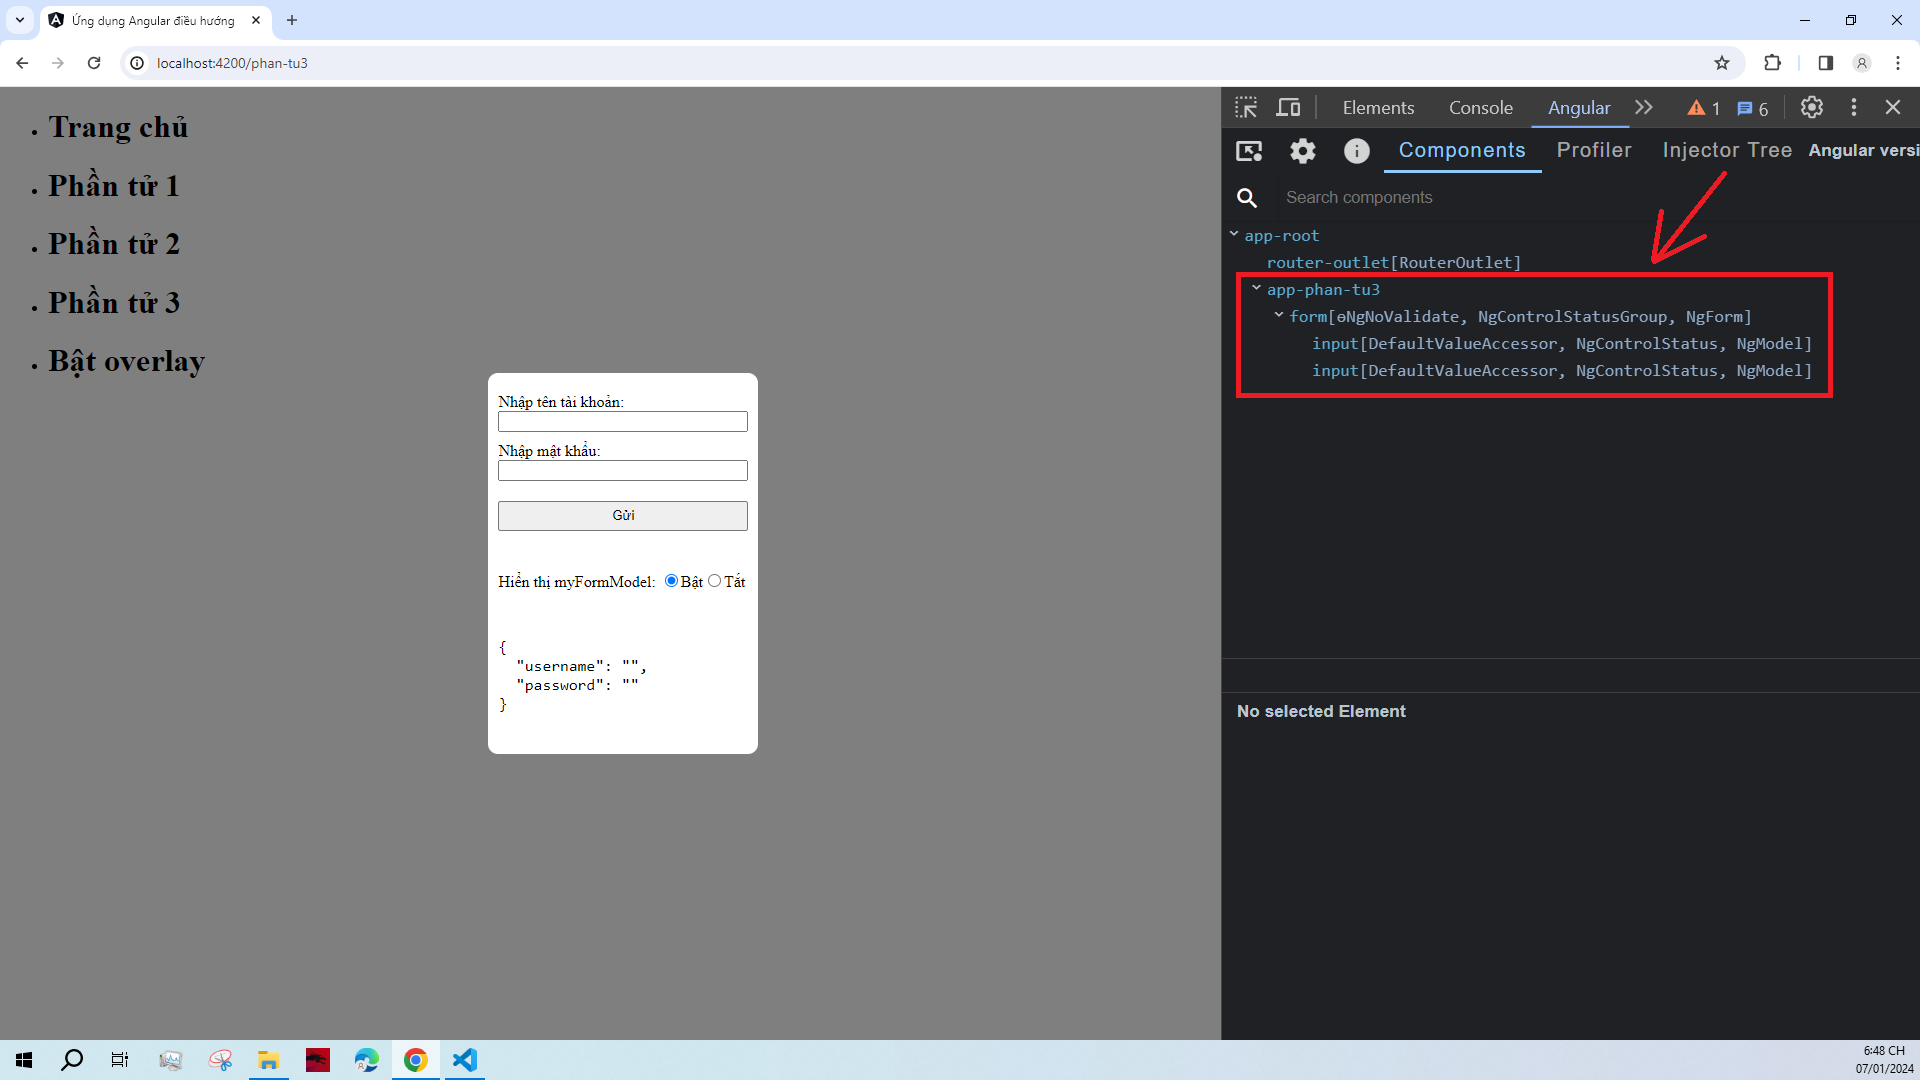 Ứng dụng Angular điều hướng
localhost:4200/phan-tu3
Trang chủ
Phần tử 1
Phần tử 2
Phần tử 3
Bật overlay
Nhập tên tài khoản:
Nhập mật khẩu:
Gửi
Hiển thị myFormModel: Bật Tắt
{
"username": "",
"password": ""
}
Elements Console Angular 1 6
Components Profiler Injector Tree Angular versi
Search components
app-root
router-outlet[RouterOutlet]
app-phan-tu3
form[ɵNgNoValidate, NgControlStatusGroup, NgForm]
input[DefaultValueAccessor, NgControlStatus, NgModel]
input[DefaultValueAccessor, NgControlStatus, NgModel]
No selected Element
6:48 CH
07/01/2024